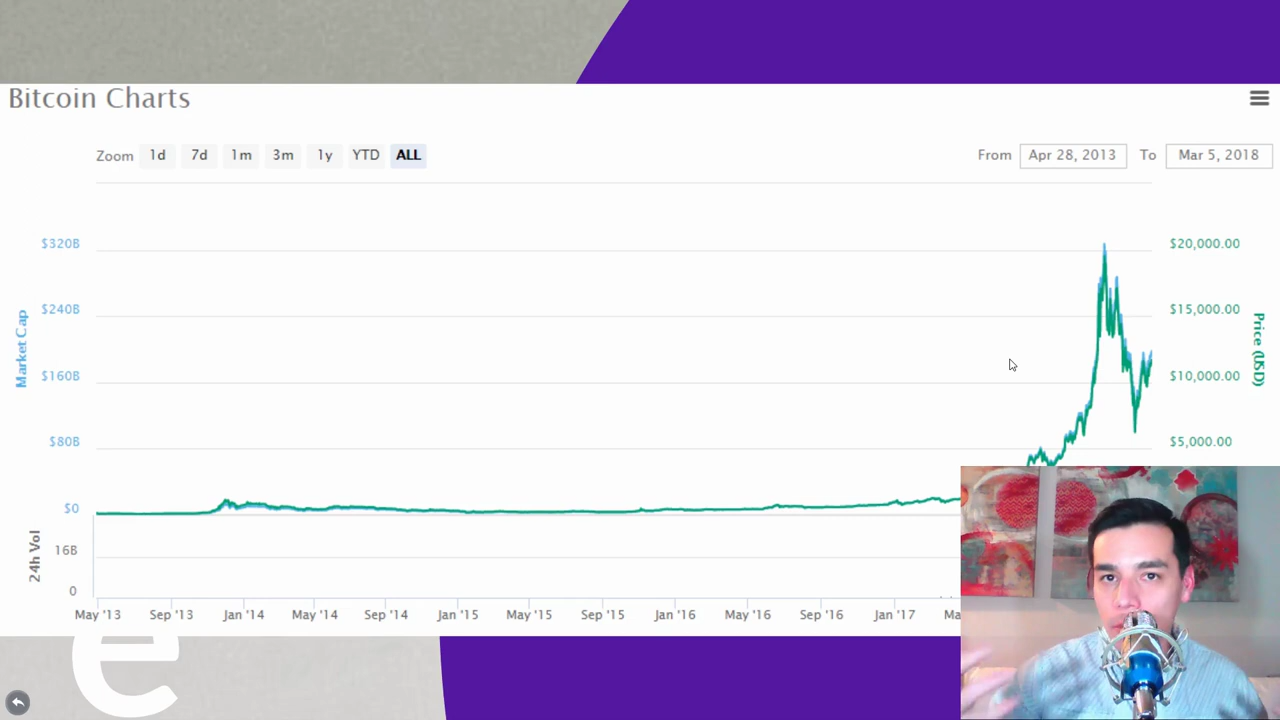 Bitcoin Charts
Zoom 1d 7d 1m 3m 1y YTD ALL
From Apr 28, 2013 To Mar 5, 2018
$320B
$240B
$160B
$80B
$0
Market Cap
$20,000.00
$15,000.00
$10,000.00
$5,000.00
Price (USD)
24h Vol
16B
0
May '13 Sep '13 Jan '14 May '14 Sep '14 Jan '15 May '15 Sep '15 Jan '16 May '16 Sep '16 Jan '17 Ma
e